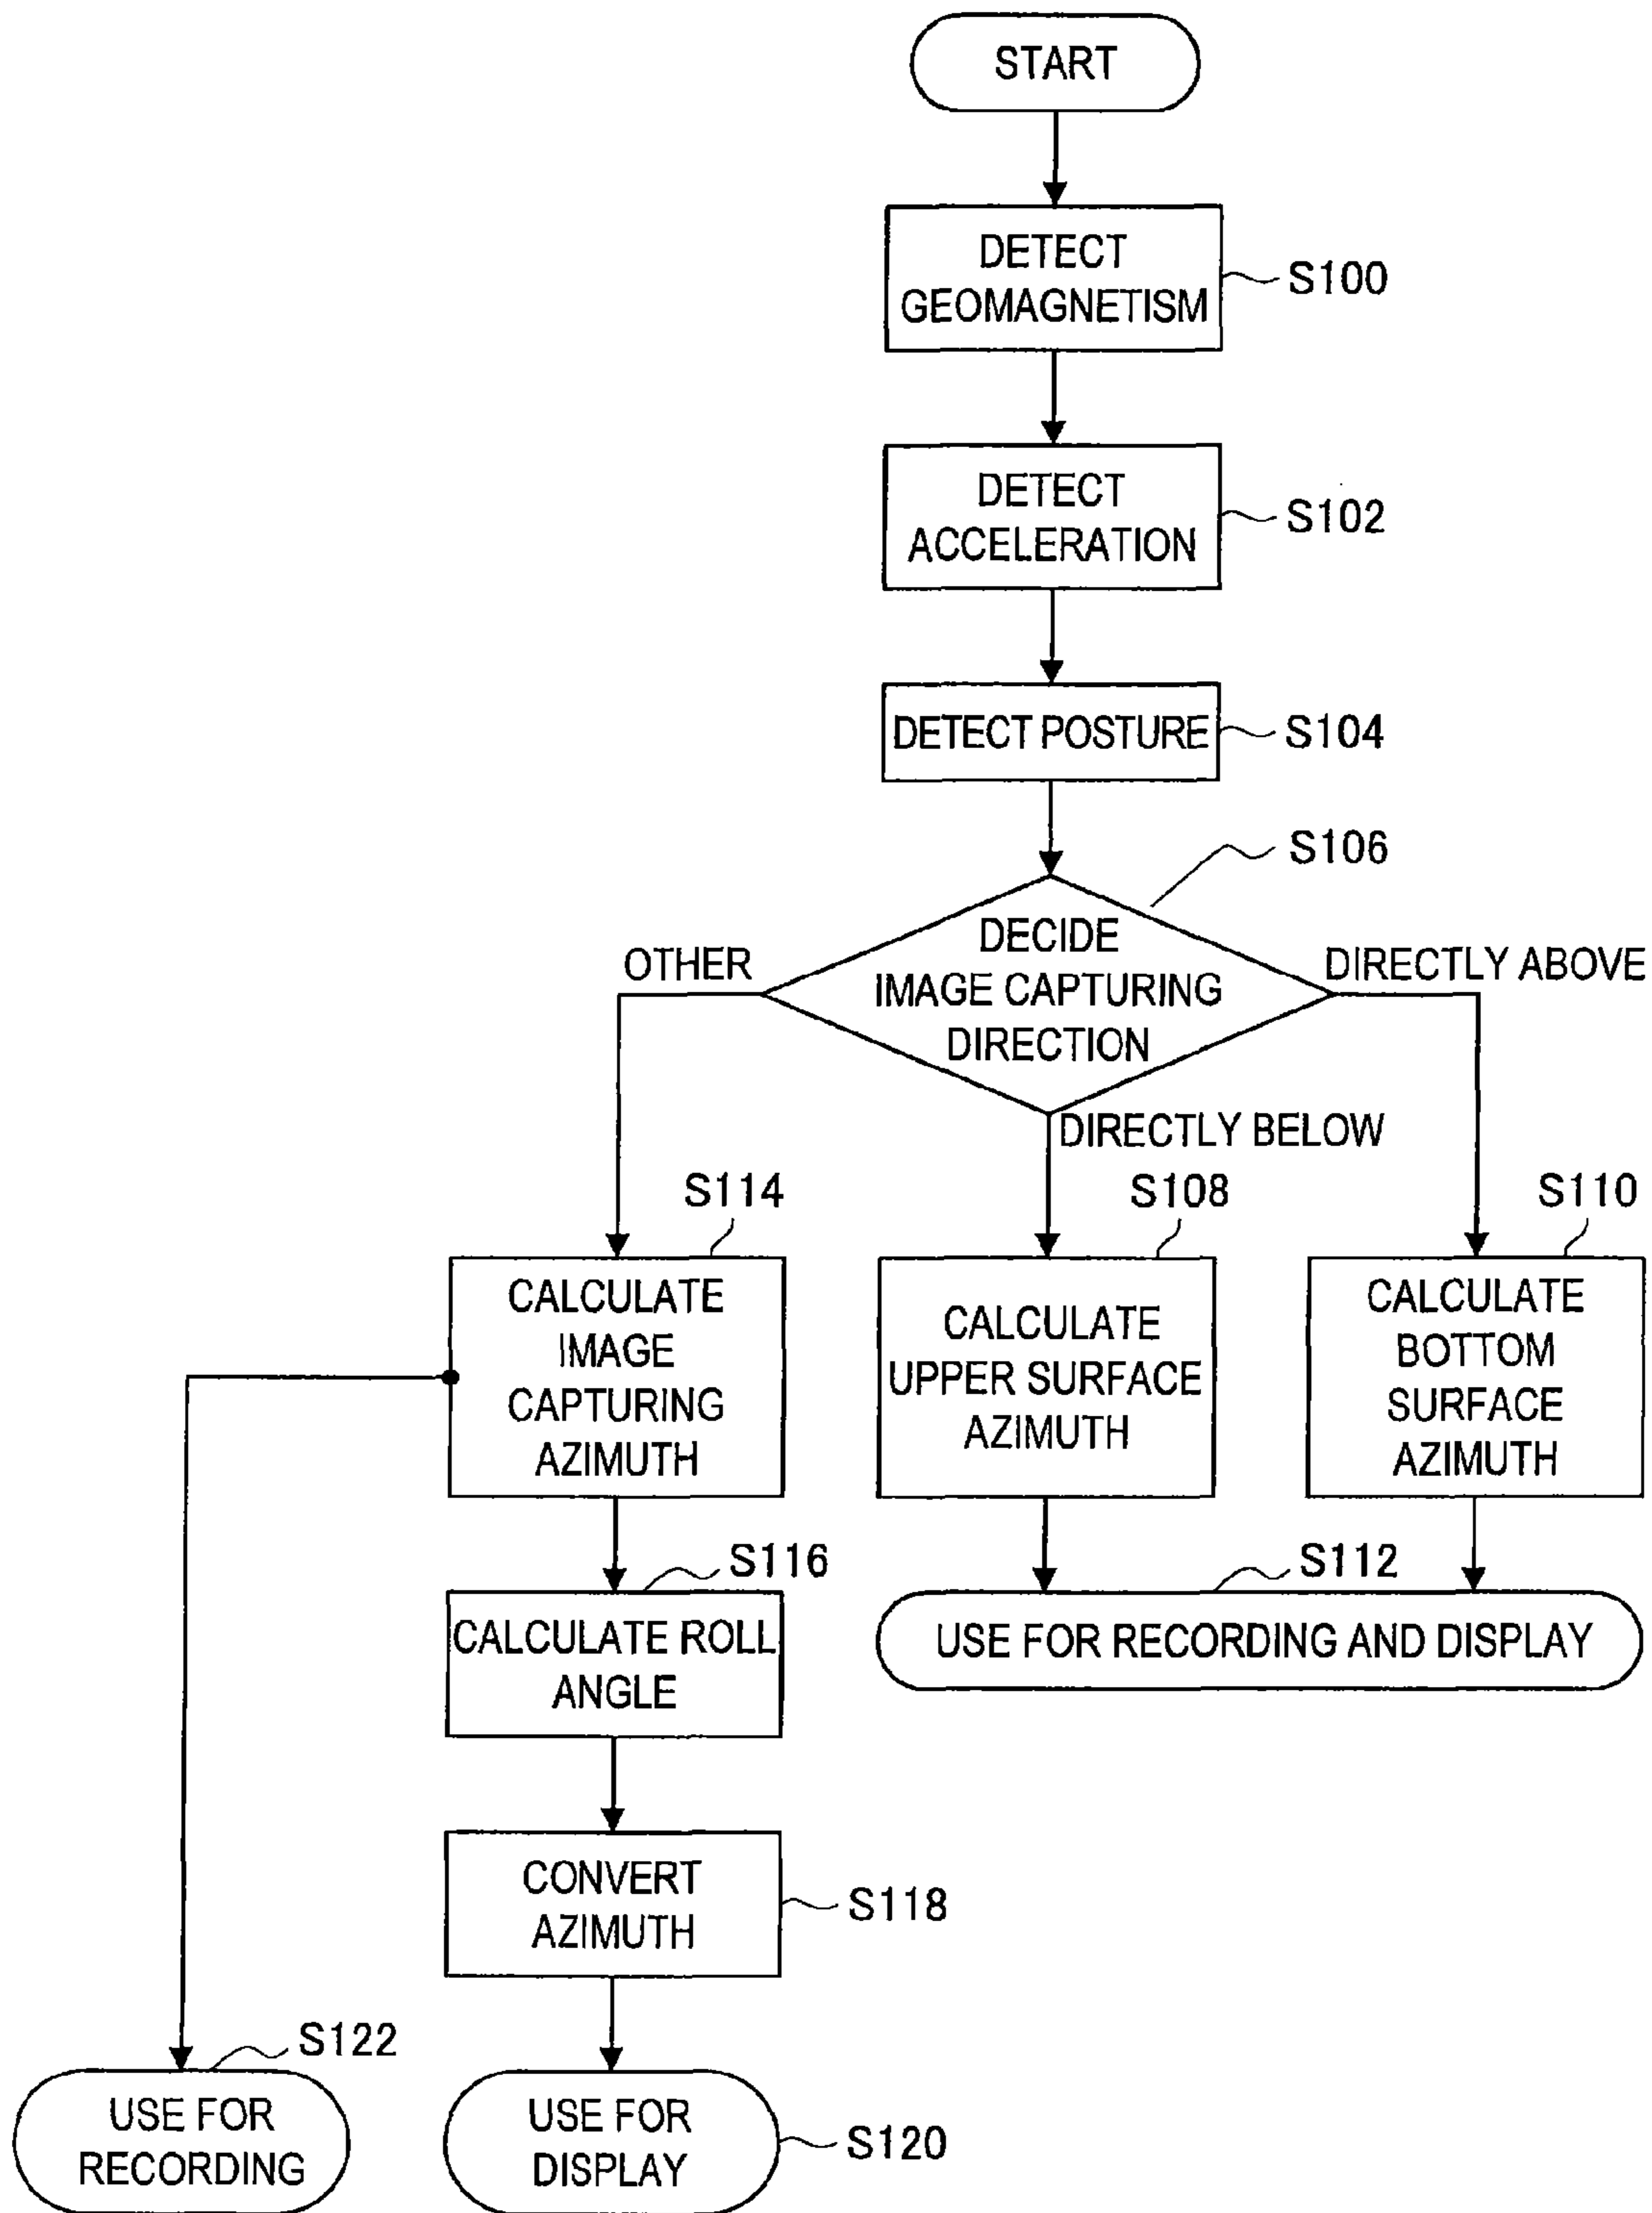 START
DETECT
GEOMAGNETISM
S100
DETECT
ACCELERATION
S102
DETECT POSTURE
S104
S106
DECIDE
IMAGE CAPTURING
DIRECTION
OTHER
DIRECTLY ABOVE
DIRECTLY BELOW
S114
CALCULATE
IMAGE
CAPTURING
AZIMUTH
S108
CALCULATE
UPPER SURFACE
AZIMUTH
S110
CALCULATE
BOTTOM
SURFACE
AZIMUTH
S116
CALCULATE ROLL
ANGLE
S112
USE FOR RECORDING AND DISPLAY
CONVERT
AZIMUTH
S118
S122
USE FOR
RECORDING
USE FOR
DISPLAY
S120